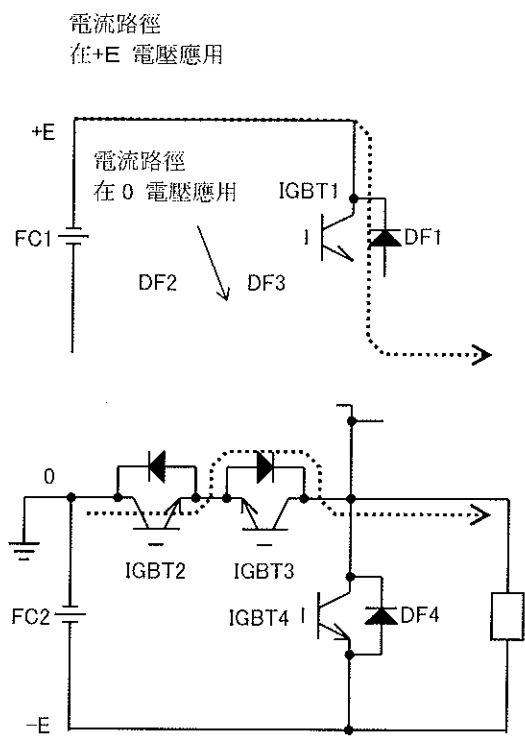 電流路徑
在+E 電壓應用
+E
電流路徑
在 0 電壓應用
IGBT1
FC1
DF1
DF2
DF3
0
IGBT2
IGBT3
IGBT4
FC2
DF4
-E